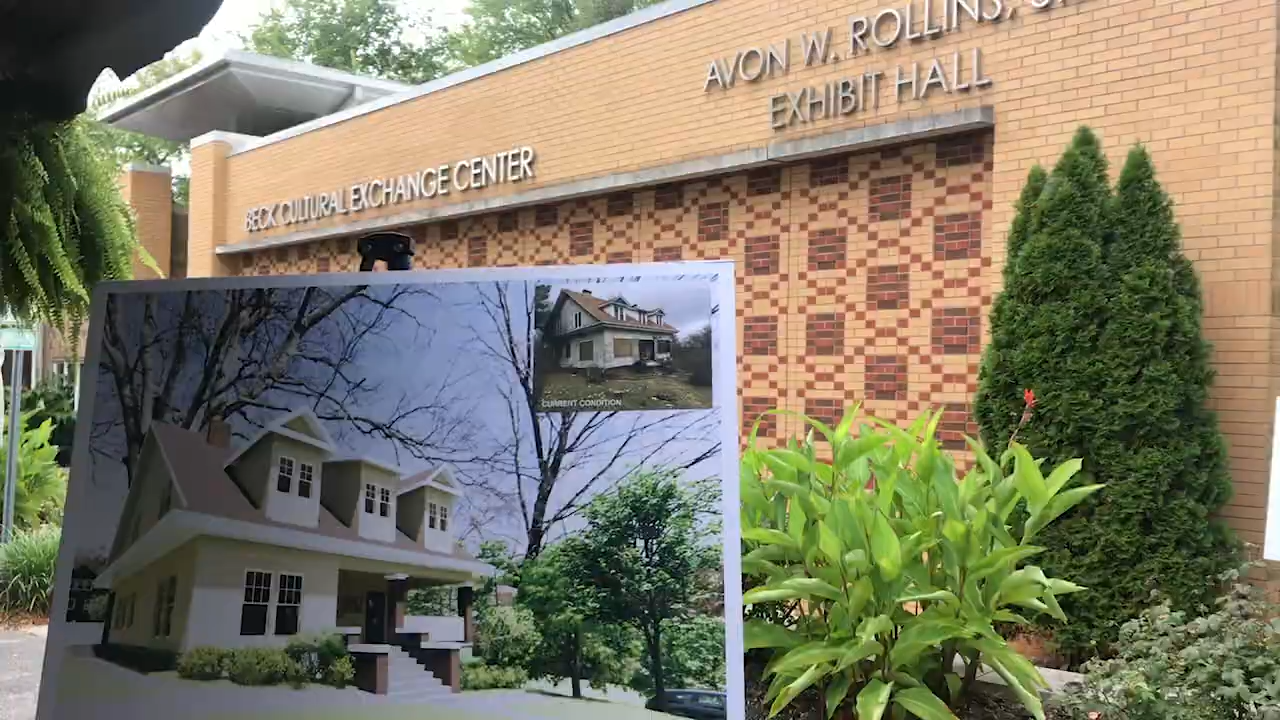 AVON W. ROLLINS,
EXHIBIT HALL
BECK CULTURAL EXCHANGE CENTER
CURRENT CONDITION